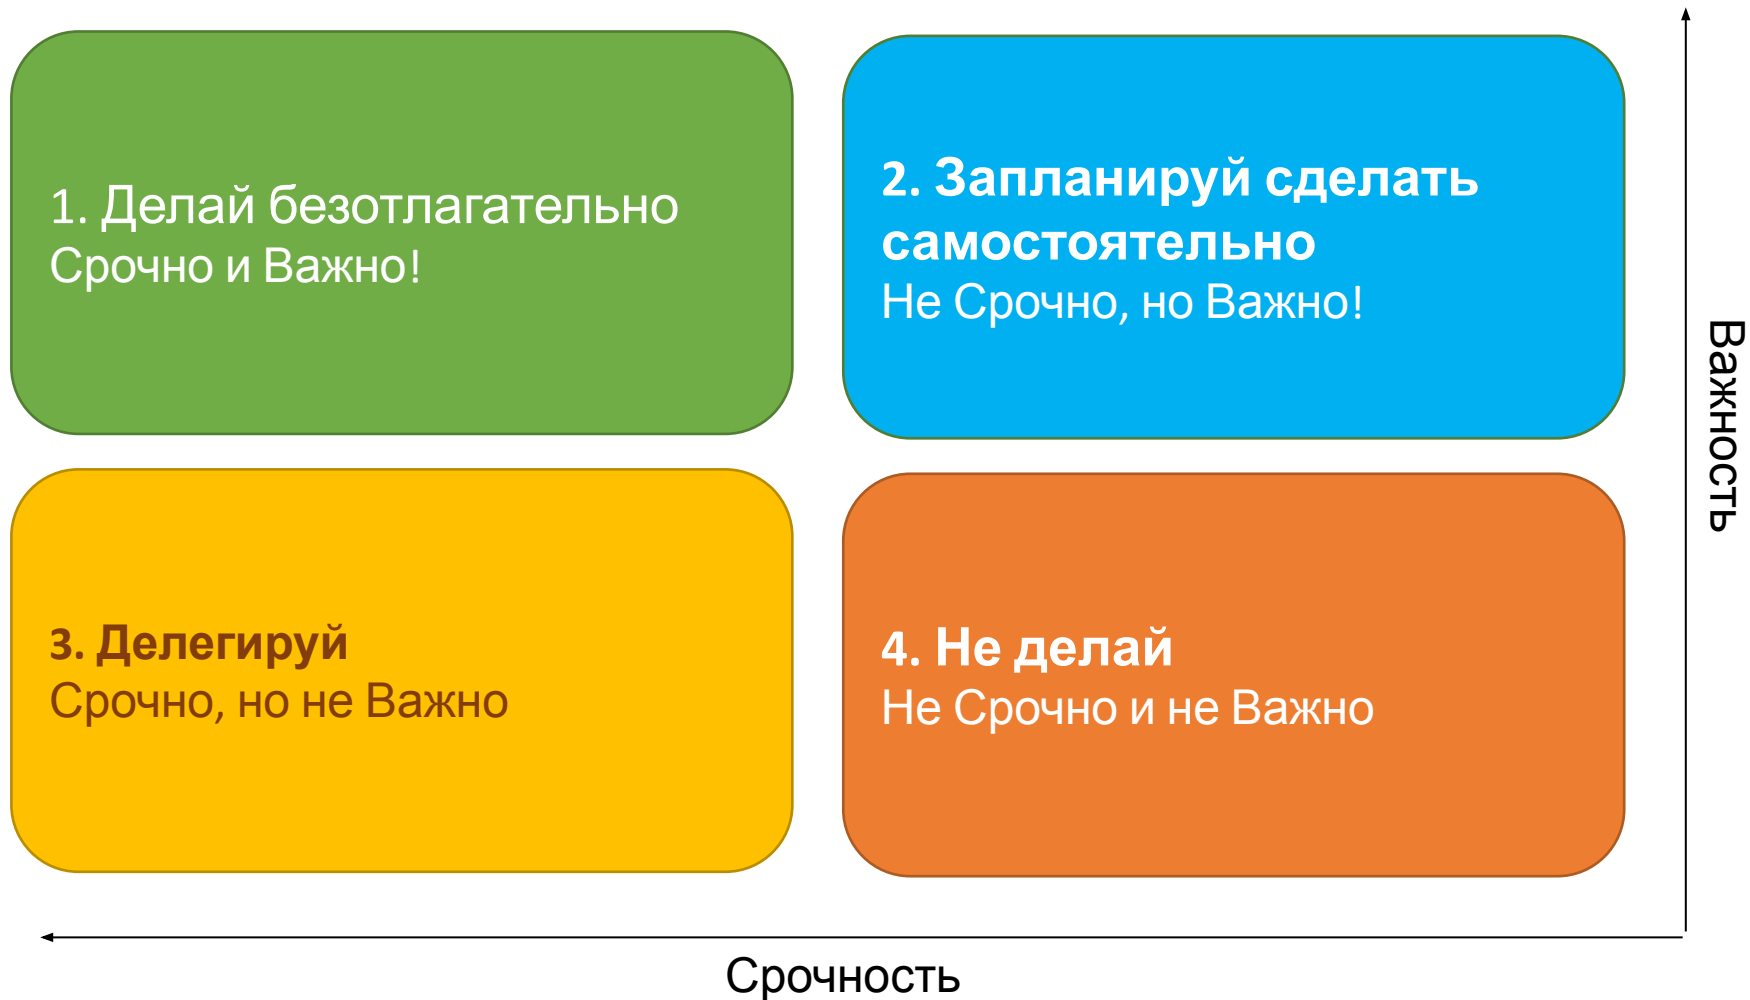 1. Делай безотлагательно
Срочно и Важно!
2. Запланируй сделать
самостоятельно
Не Срочно, но Важно!
3. Делегируй
Срочно, но не Важно
4. Не делай
Не Срочно и не Важно
Важность
Срочность